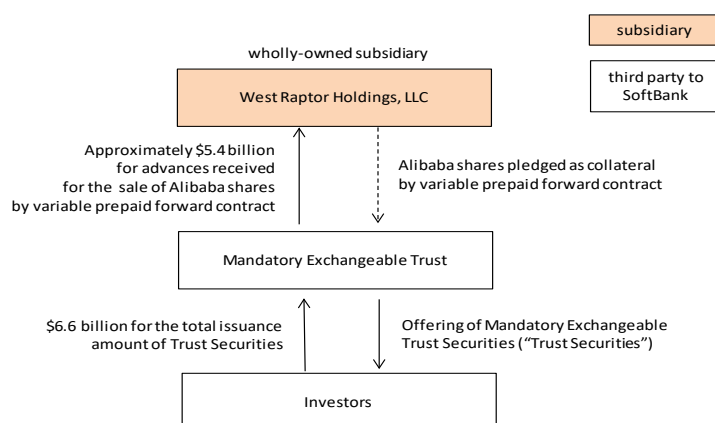 subsidiary
wholly-owned subsidiary
third party to
SoftBank
West Raptor Holdings, LLC
Approximately $5.4 billion
for advances received
for the sale of Alibaba shares
by variable prepaid forward contract
Alibaba shares pledged as collateral
by variable prepaid forward contract
Mandatory Exchangeable Trust
$6.6 billion for the total issuance
amount of Trust Securities
Offering of Mandatory Exchangeable
Trust Securities (“Trust Securities”)
Investors